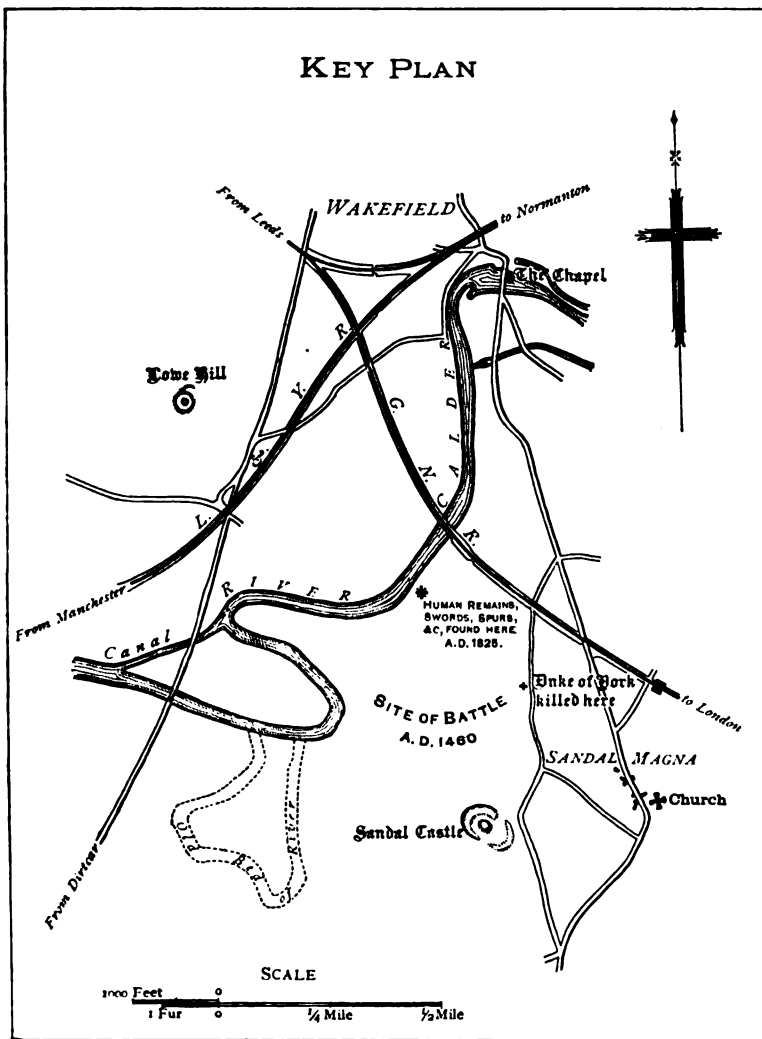 KEY PLAN
WAKEFIELD
From Leeds
to Normanton
The Chapel
Lowe Hill
L. & Y. R.
G. N. R.
RIVER CALDER
From Manchester
Canal
HUMAN REMAINS,
SWORDS, SPURS,
&C, FOUND HERE
A.D. 1825.
SITE OF BATTLE
A.D. 1460
Duke of York
killed here
to London
SANDAL MAGNA
Church
Sandal Castle
Old Bed of River
From Dirtcar
SCALE
1000 Feet 0
1 Fur 0 ¼ Mile ½ Mile